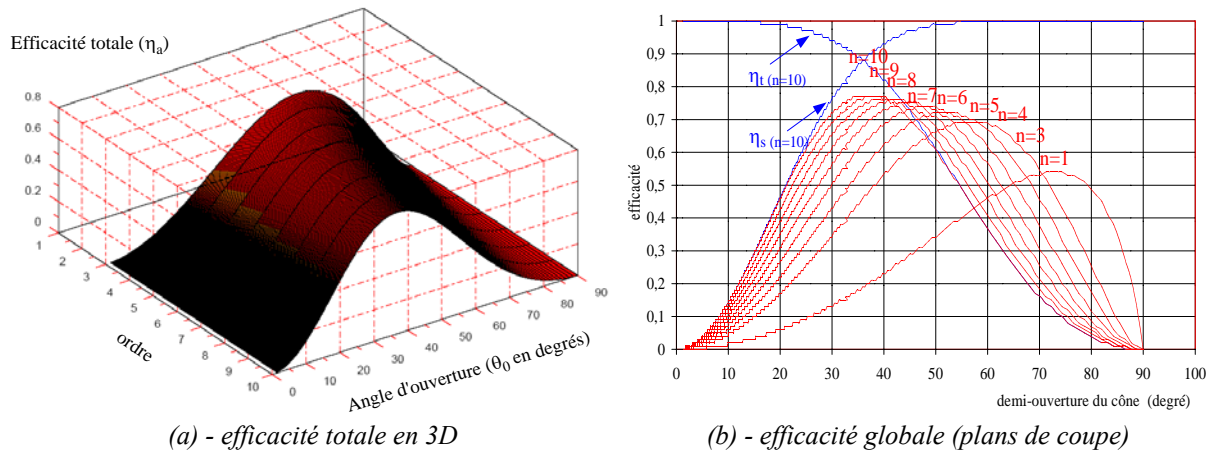 Efficacité totale (ηa)
0.8
0.6
0.4
0.2
0
1
2
3
4
5
6
7
8
9
10
ordre
0
10
20
30
40
50
60
70
80
90
Angle d'ouverture (θ0 en degrés)
(a) - efficacité totale en 3D
1
0,9
0,8
0,7
0,6
0,5
0,4
0,3
0,2
0,1
0
efficacité
ηt (n=10)
ηs (n=10)
n=10
n=9
n=8
n=7
n=6
n=5
n=4
n=3
n=1
0 10 20 30 40 50 60 70 80 90 100
demi-ouverture du cône (degré)
(b) - efficacité globale (plans de coupe)